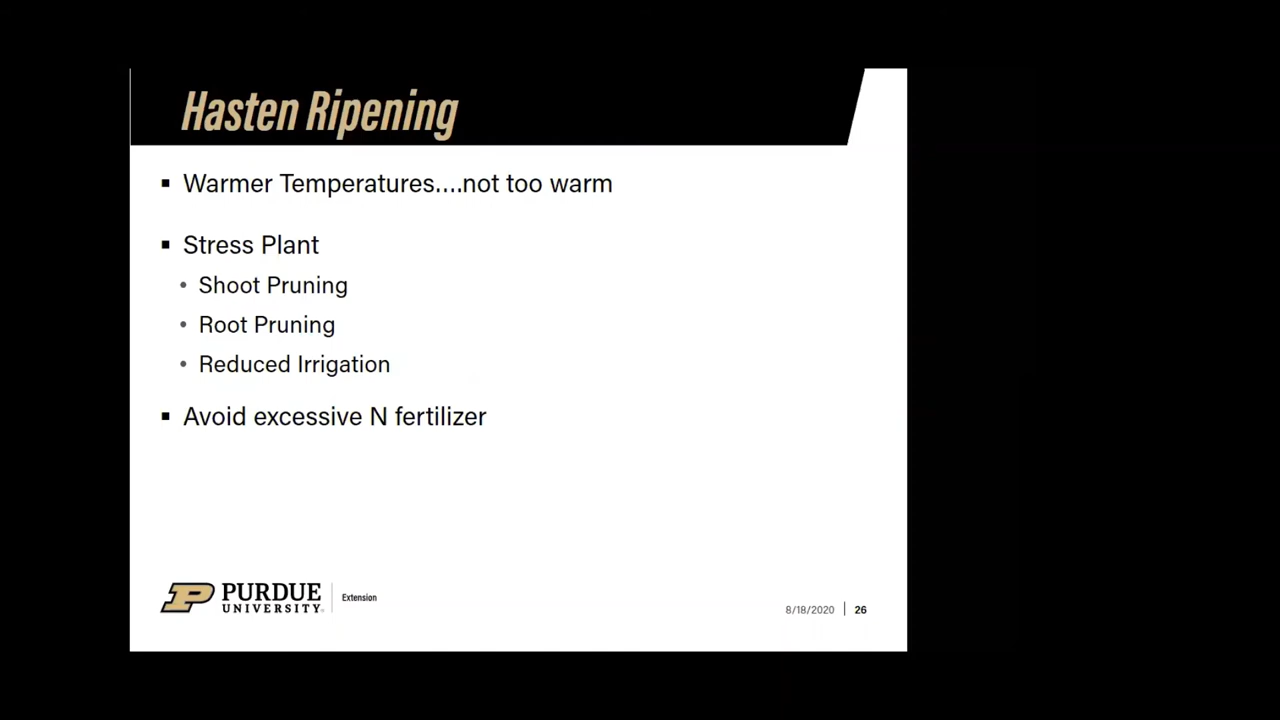 Hasten Ripening
▪ Warmer Temperatures....not too warm
▪ Stress Plant
• Shoot Pruning
• Root Pruning
• Reduced Irrigation
▪ Avoid excessive N fertilizer
PURDUE
UNIVERSITY®
Extension
8/18/2020
26